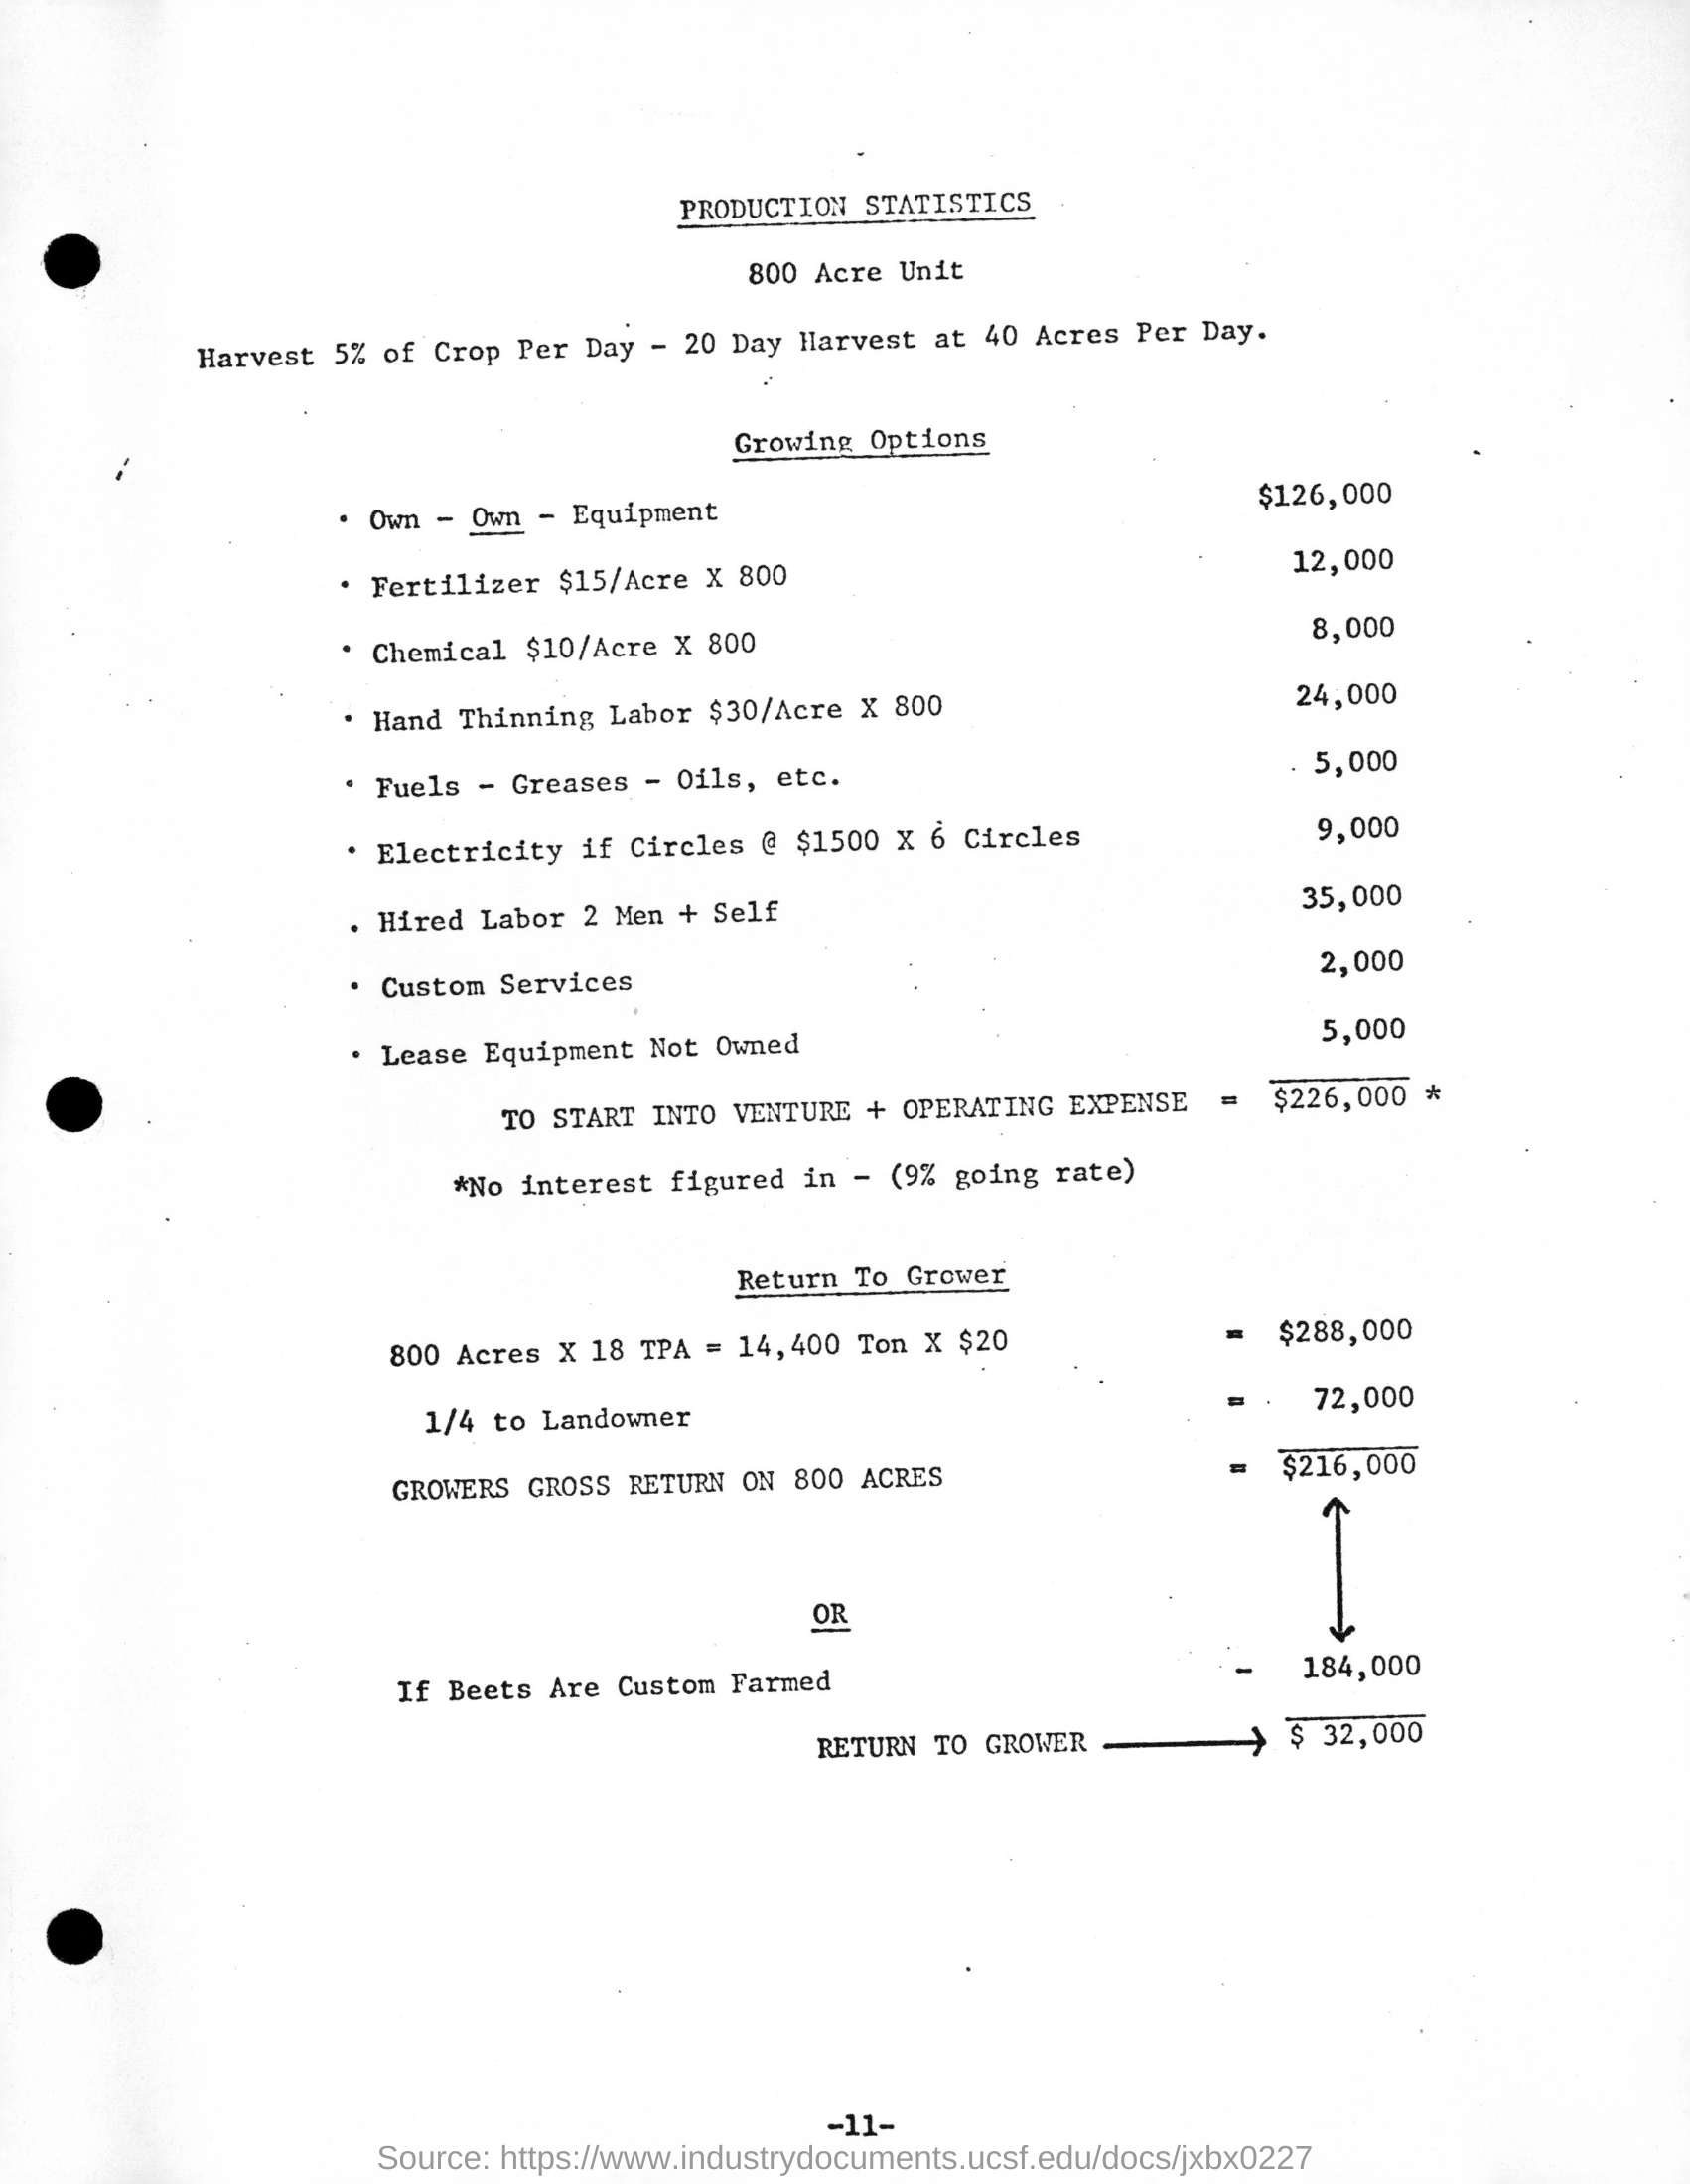 PRODUCTION STATISTICS
800 Acre Unit
Harvest 5% of Crop Per Day - 20 Day Harvest at 40 Acres Per Day.
Growing Options
• Own - Own - Equipment $126,000
• Fertilizer $15/Acre X 800 12,000
• Chemical $10/Acre X 800 8,000
• Hand Thinning Labor $30/Acre X 800 24,000
• Fuels - Greases - Oils, etc. 5,000
• Electricity if Circles @ $1500 X 6 Circles 9,000
. Hired Labor 2 Men + Self 35,000
• Custom Services 2,000
• Lease Equipment Not Owned 5,000
TO START INTO VENTURE + OPERATING EXPENSE = $226,000 *
*No interest figured in - (9% going rate)
Return To Grower
800 Acres X 18 TPA = 14,400 Ton X $20 = $288,000
1/4 to Landowner = 72,000
GROWERS GROSS RETURN ON 800 ACRES = $216,000
OR
If Beets Are Custom Farmed - 184,000
RETURN TO GROWER → $ 32,000
-11-
Source: https://www.industrydocuments.ucsf.edu/docs/jxbx0227